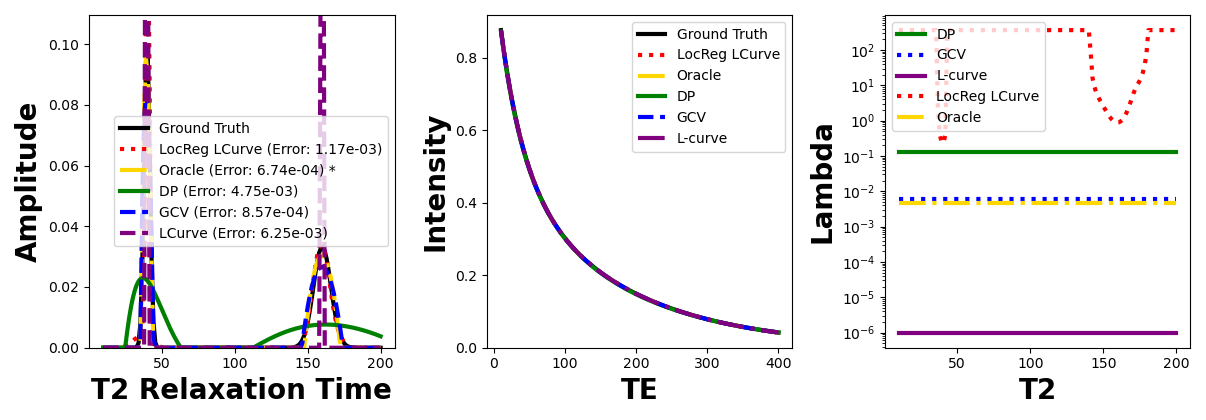 Amplitude
0.10
0.08
0.06
0.04
0.02
0.00
Ground Truth
LocReg LCurve (Error: 1.17e-03)
Oracle (Error: 6.74e-04) *
DP (Error: 4.75e-03)
GCV (Error: 8.57e-04)
LCurve (Error: 6.25e-03)
50 100 150 200
T2 Relaxation Time
Intensity
0.8
0.6
0.4
0.2
0.0
Ground Truth
LocReg LCurve
Oracle
DP
GCV
L-curve
0 100 200 300 400
TE
Lambda
10²
10¹
10⁰
10⁻¹
10⁻²
10⁻³
10⁻⁴
10⁻⁵
10⁻⁶
DP
GCV
L-curve
LocReg LCurve
Oracle
50 100 150 200
T2